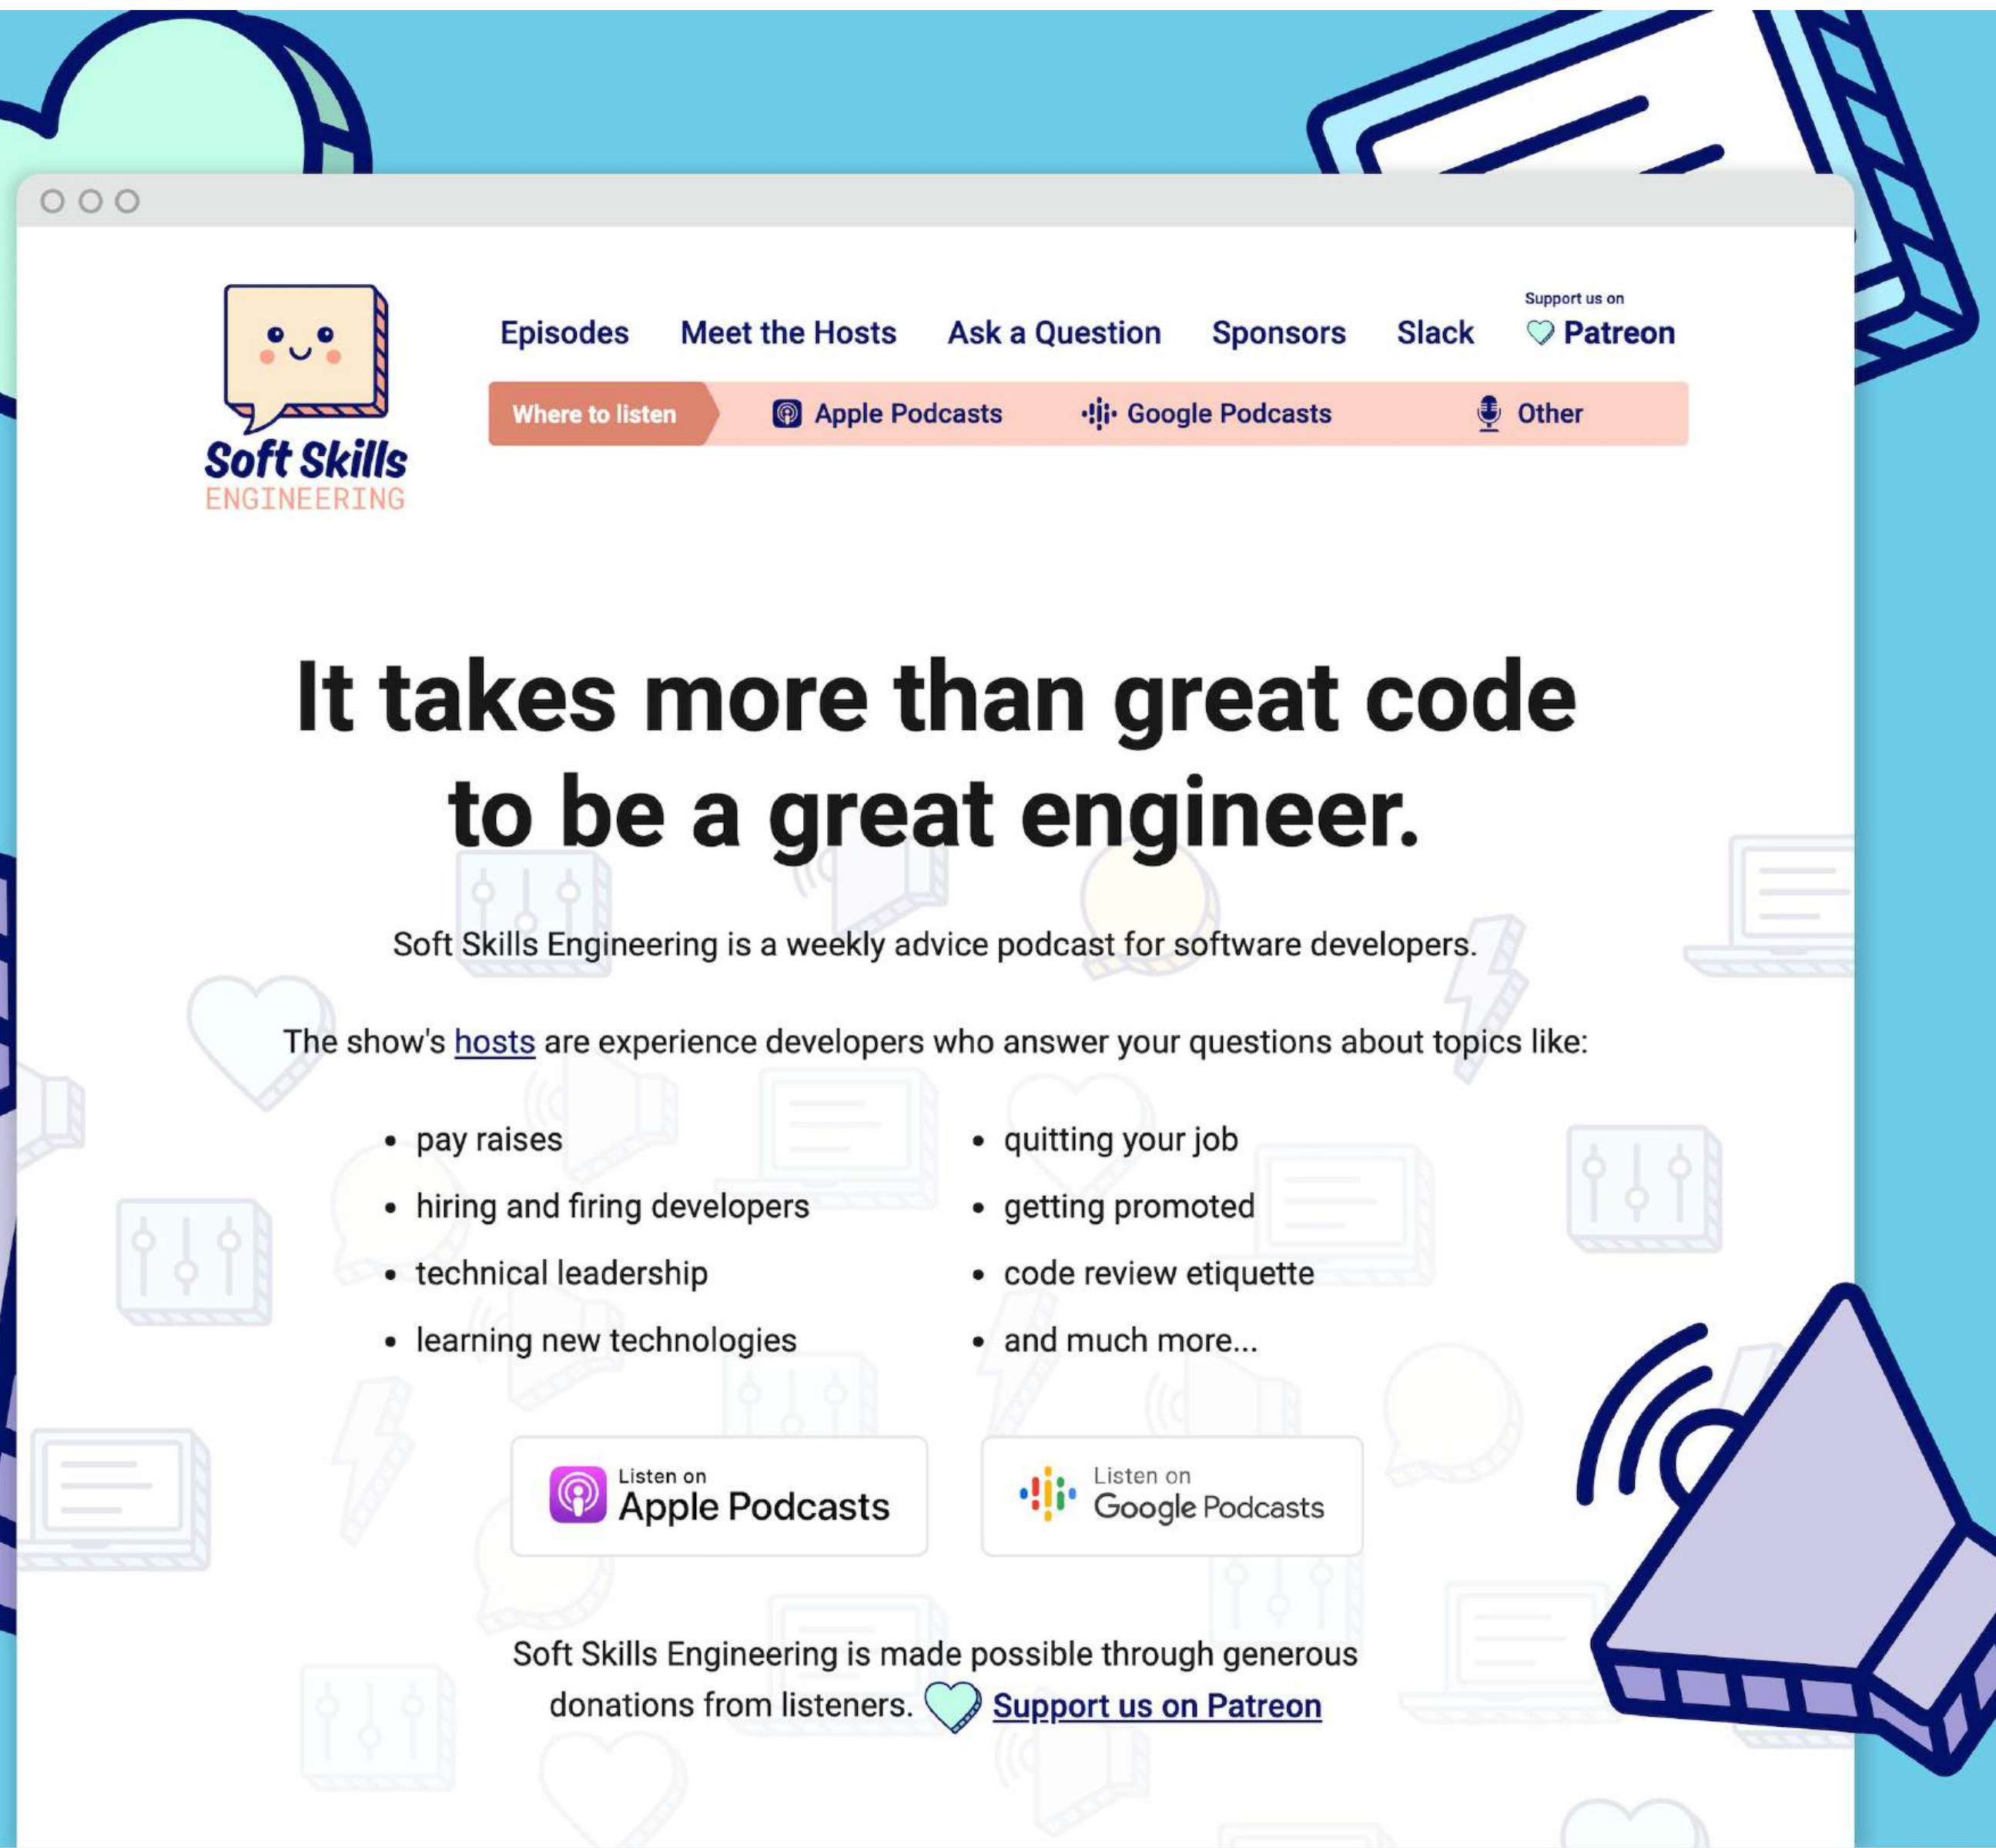 Soft Skills
ENGINEERING
Episodes Meet the Hosts Ask a Question Sponsors Slack Support us on Patreon
Where to listen Apple Podcasts Google Podcasts Other
It takes more than great code
to be a great engineer.
Soft Skills Engineering is a weekly advice podcast for software developers.
The show's hosts are experience developers who answer your questions about topics like:
• pay raises
• hiring and firing developers
• technical leadership
• learning new technologies
• quitting your job
• getting promoted
• code review etiquette
• and much more...
Listen on
Apple Podcasts
Listen on
Google Podcasts
Soft Skills Engineering is made possible through generous
donations from listeners. Support us on Patreon